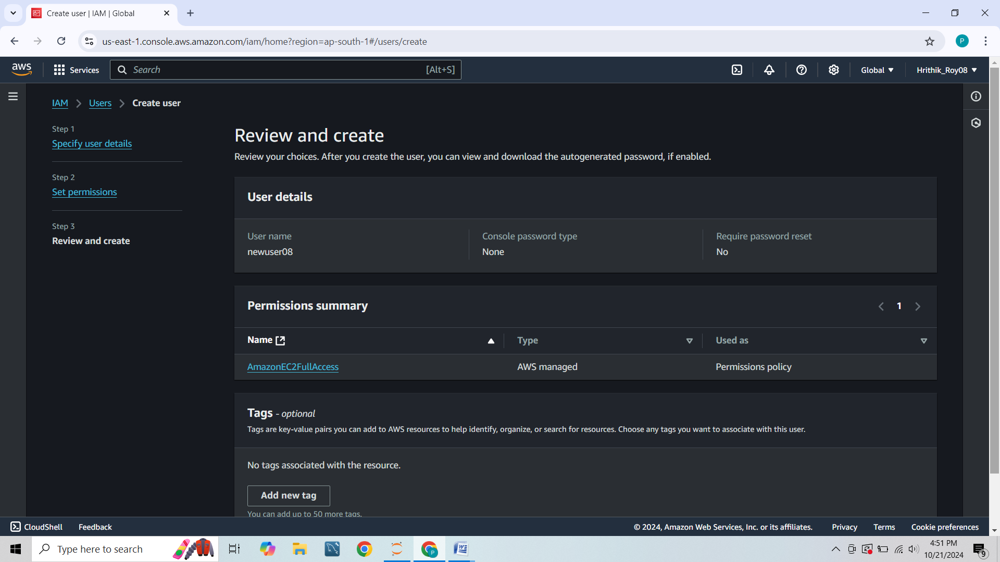 Create user | IAM | Global
us-east-1.console.aws.amazon.com/iam/home?region=ap-south-1#/users/create
P
aws
Services
Search
[Alt+S]
Global
Hrithik_Roy08
IAM
Users
Create user
Step 1
Specify user details
Step 2
Set permissions
Step 3
Review and create
Review and create
Review your choices. After you create the user, you can view and download the autogenerated password, if enabled.
User details
User name
newuser08
Console password type
None
Require password reset
No
Permissions summary
1
Name
Type
Used as
AmazonEC2FullAccess
AWS managed
Permissions policy
Tags - optional
Tags are key-value pairs you can add to AWS resources to help identify, organize, or search for resources. Choose any tags you want to associate with this user.
No tags associated with the resource.
Add new tag
You can add up to 50 more tags.
CloudShell
Feedback
© 2024, Amazon Web Services, Inc. or its affiliates.
Privacy
Terms
Cookie preferences
Type here to search
P
W
4:51 PM
10/21/2024
9